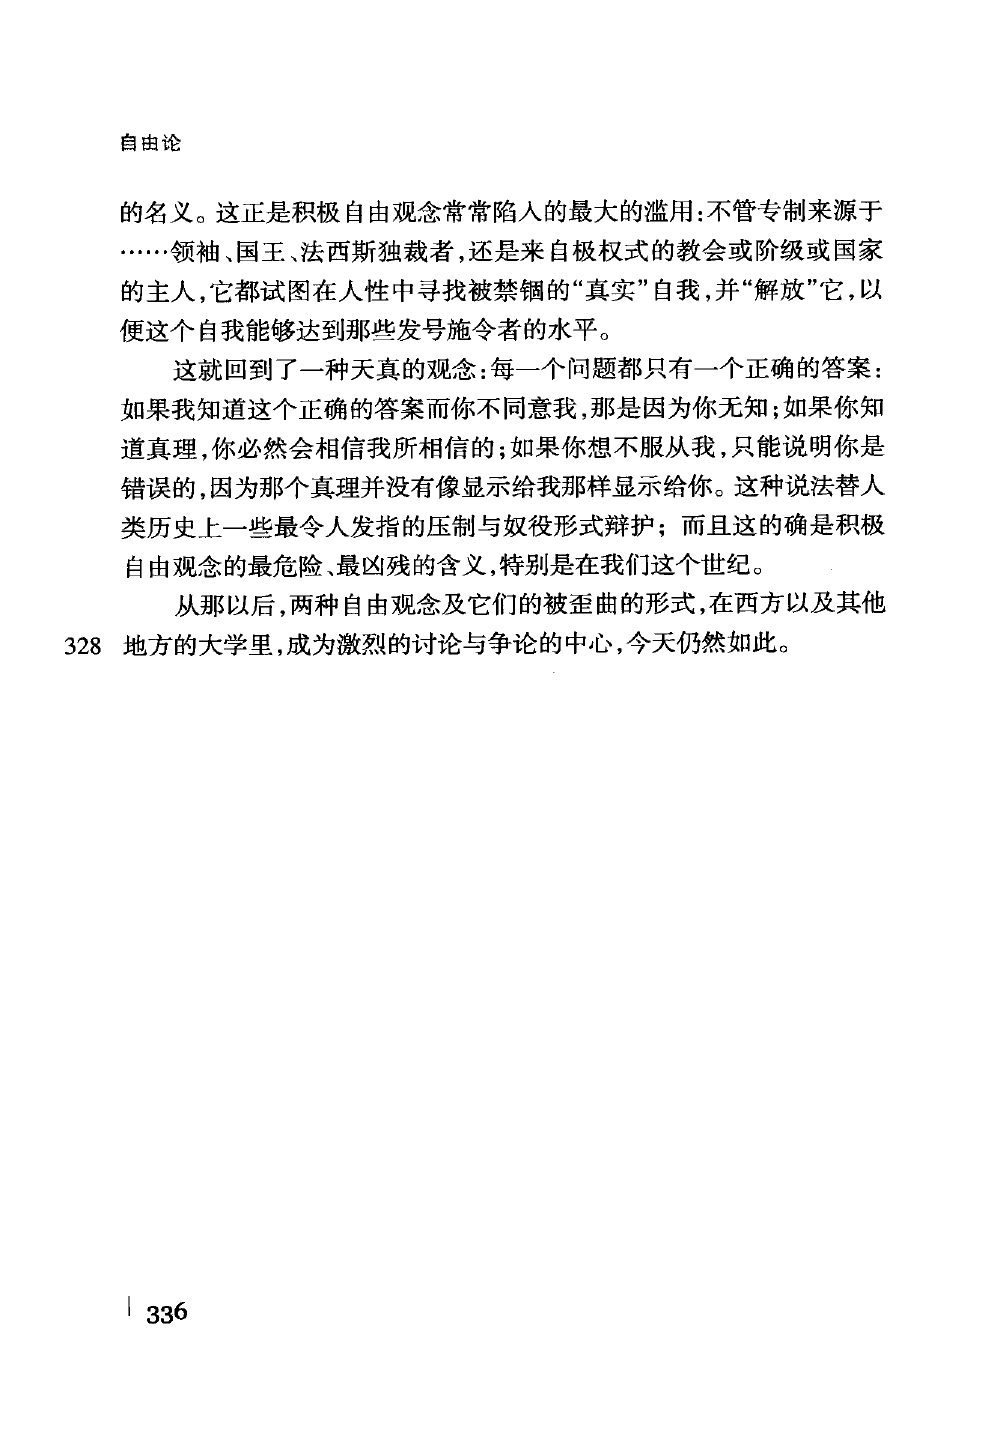 自由论
的名义。这正是积极自由观念常常陷入的最大的滥用:不管专制来源于
……领袖、国王、法西斯独裁者,还是来自极权式的教会或阶级或国家
的主人,它都试图在人性中寻找被禁锢的“真实”自我,并“解放”它,以
便这个自我能够达到那些发号施令者的水平。
这就回到了一种天真的观念:每一个问题都只有一个正确的答案:
如果我知道这个正确的答案而你不同意我,那是因为你无知;如果你知
道真理,你必然会相信我所相信的;如果你想不服从我,只能说明你是
错误的,因为那个真理并没有像显示给我那样显示给你。这种说法替人
类历史上一些最令人发指的压制与奴役形式辩护;而且这的确是积极
自由观念的最危险、最凶残的含义,特别是在我们这个世纪。
从那以后,两种自由观念及它们的被歪曲的形式,在西方以及其他
328 地方的大学里,成为激烈的讨论与争论的中心,今天仍然如此。
336